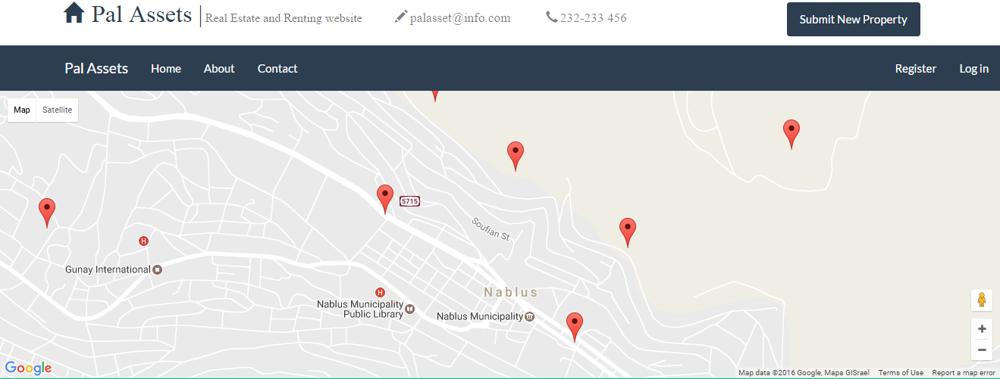 Pal Assets | Real Estate and Renting website palasset@info.com 232-233 456 Submit New Property
Pal Assets Home About Contact Register Log in
Map Satellite
5715
Soufian St
H
Gunay International
Nablus
H
Nablus Municipality
Public Library
Nablus Municipality
Google
Map data ©2016 Google, Mapa GISrael Terms of Use Report a map error